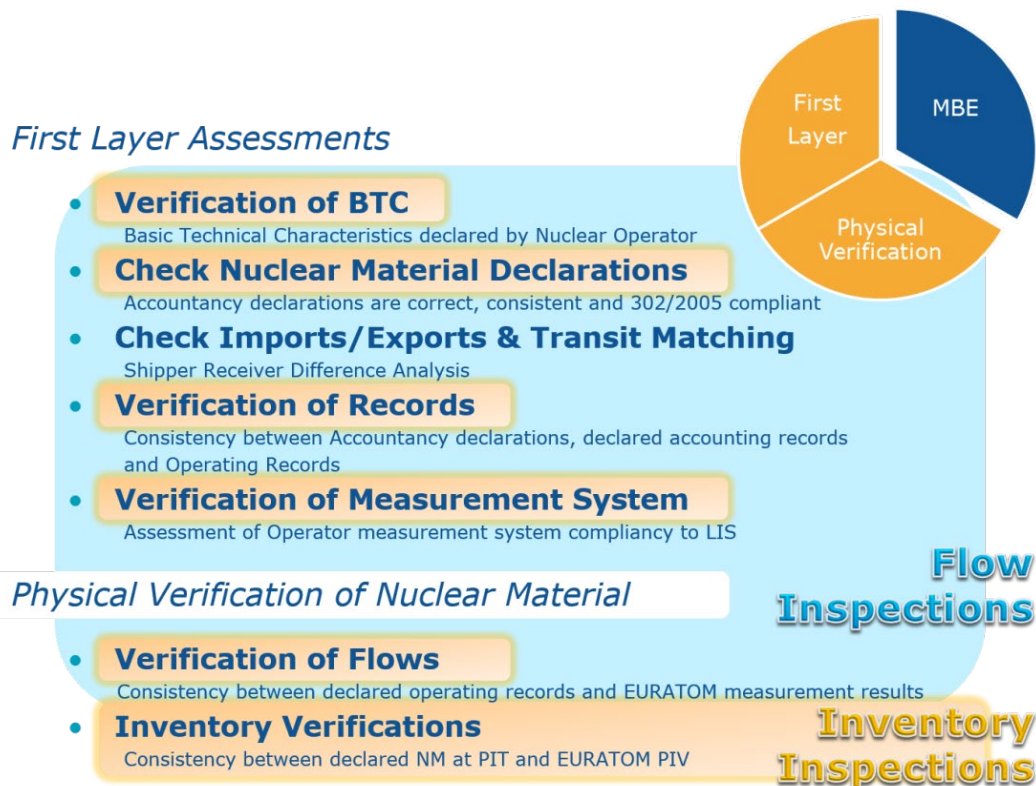 First
Layer
MBE
Physical
Verification
First Layer Assessments
• Verification of BTC
Basic Technical Characteristics declared by Nuclear Operator
• Check Nuclear Material Declarations
Accountancy declarations are correct, consistent and 302/2005 compliant
• Check Imports/Exports & Transit Matching
Shipper Receiver Difference Analysis
• Verification of Records
Consistency between Accountancy declarations, declared accounting records
and Operating Records
• Verification of Measurement System
Assessment of Operator measurement system compliancy to LIS
Flow
Inspections
Physical Verification of Nuclear Material
• Verification of Flows
Consistency between declared operating records and EURATOM measurement results
• Inventory Verifications
Consistency between declared NM at PIT and EURATOM PIV
Inventory
Inspections